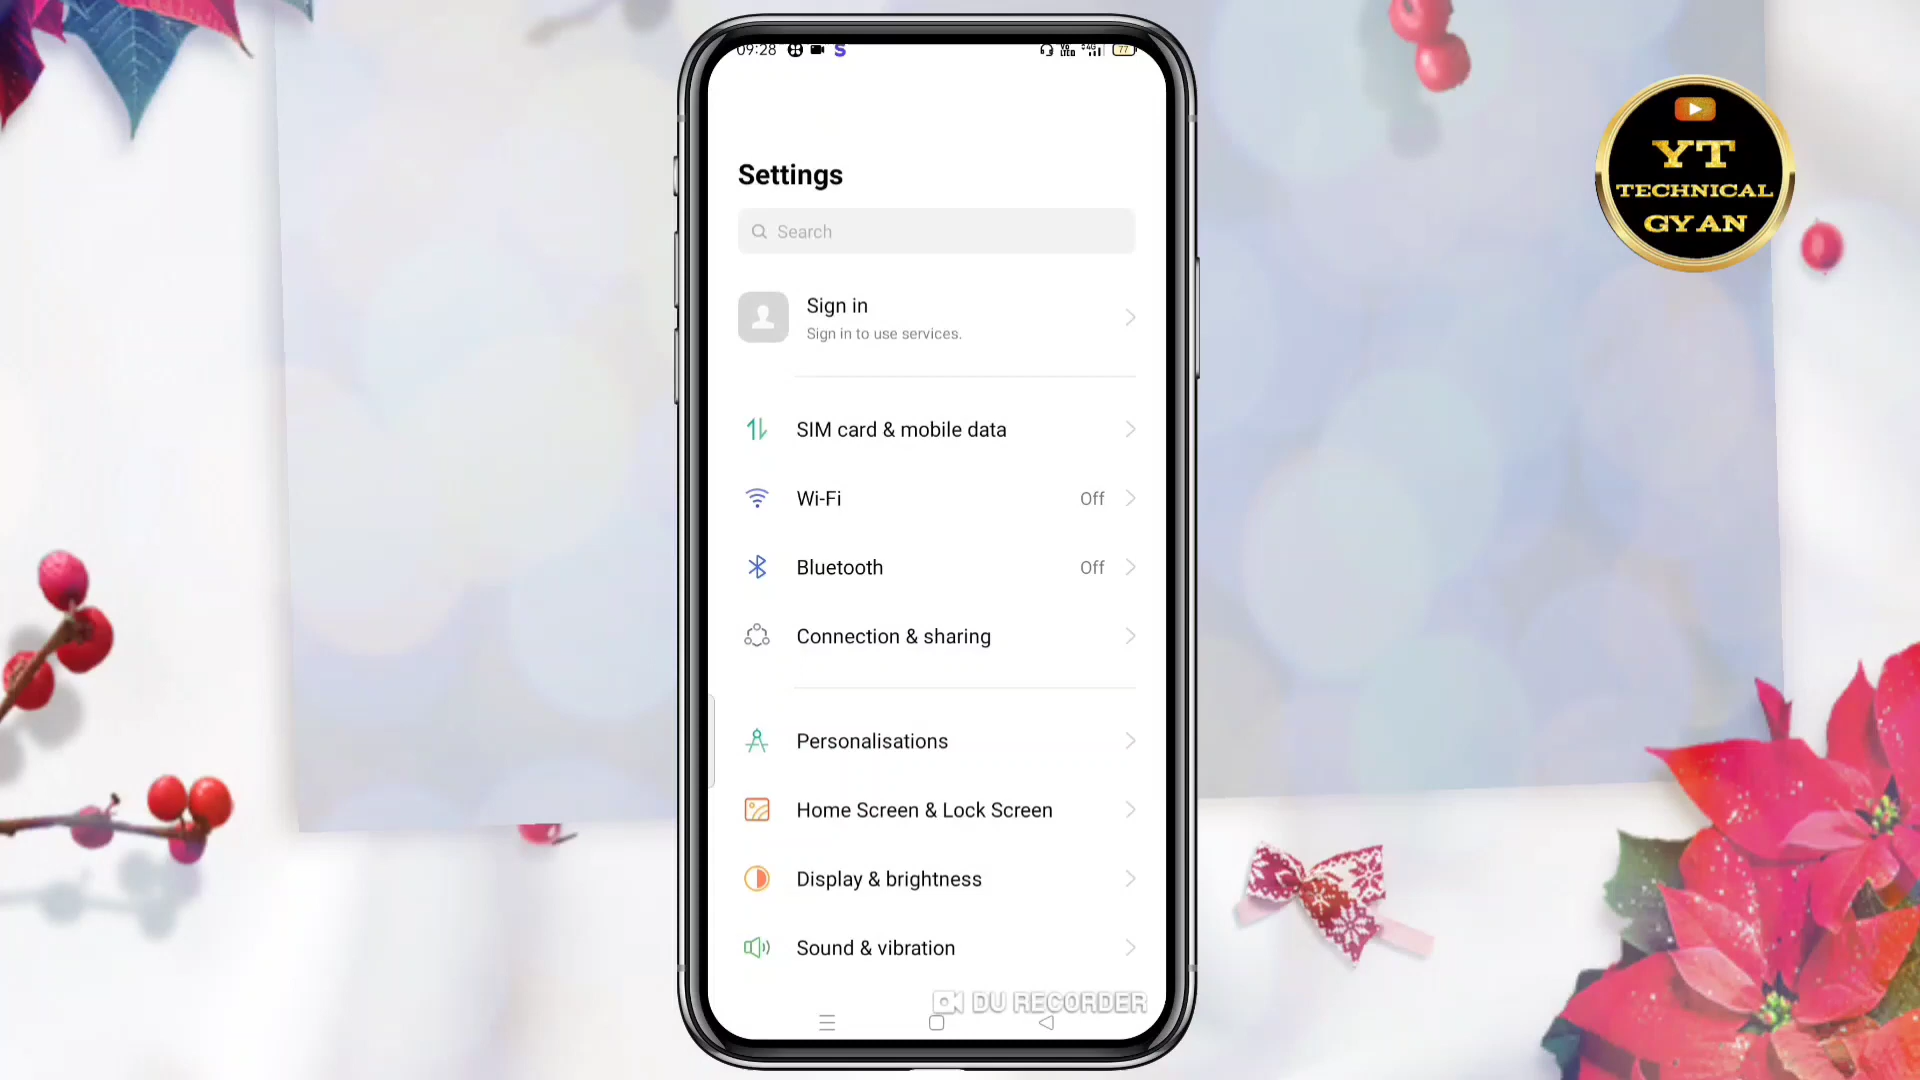 09:28
77
Settings
Search
Sign in
Sign in to use services.
SIM card & mobile data
Wi-Fi Off
Bluetooth Off
Connection & sharing
Personalisations
Home Screen & Lock Screen
Display & brightness
Sound & vibration
DU RECORDER
YT
TECHNICAL
GYAN